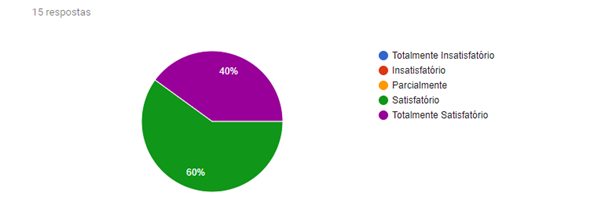 15 respostas
40%
60%
Totalmente Insatisfatório
Insatisfatório
Parcialmente
Satisfatório
Totalmente Satisfatório